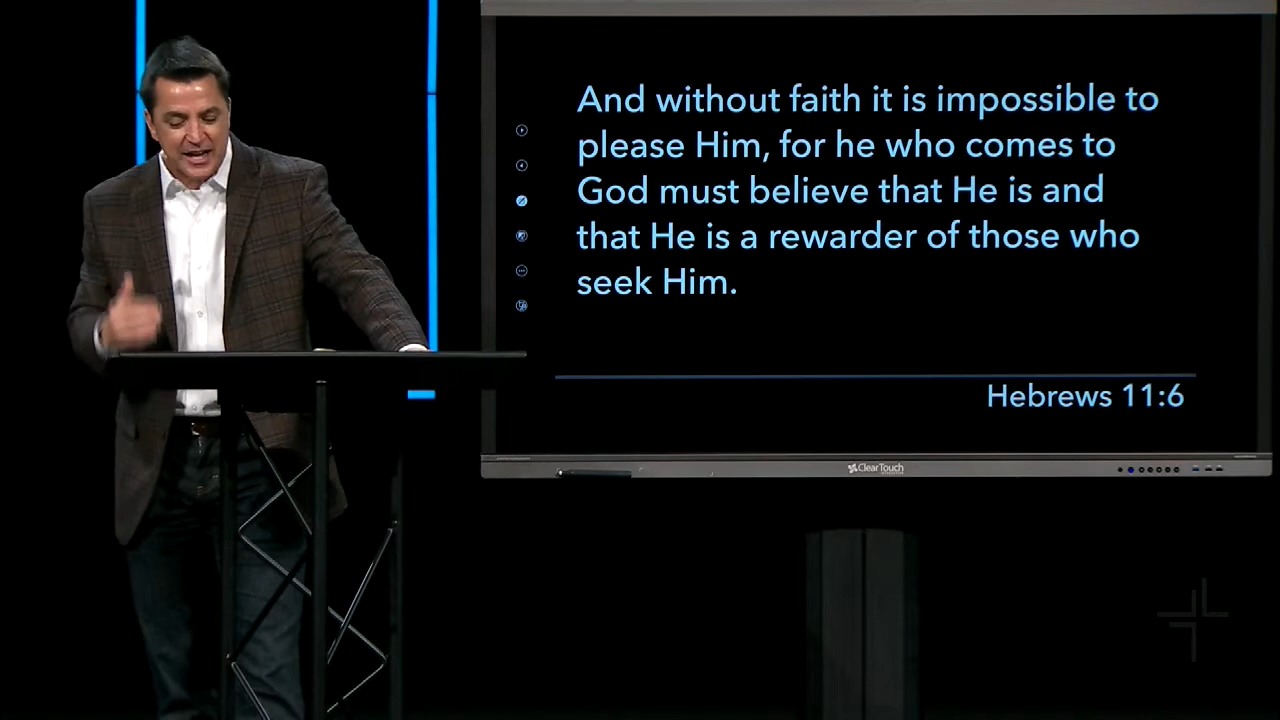 And without faith it is impossible to
please Him, for he who comes to
God must believe that He is and
that He is a rewarder of those who
seek Him.
Hebrews 11:6
ClearTouch